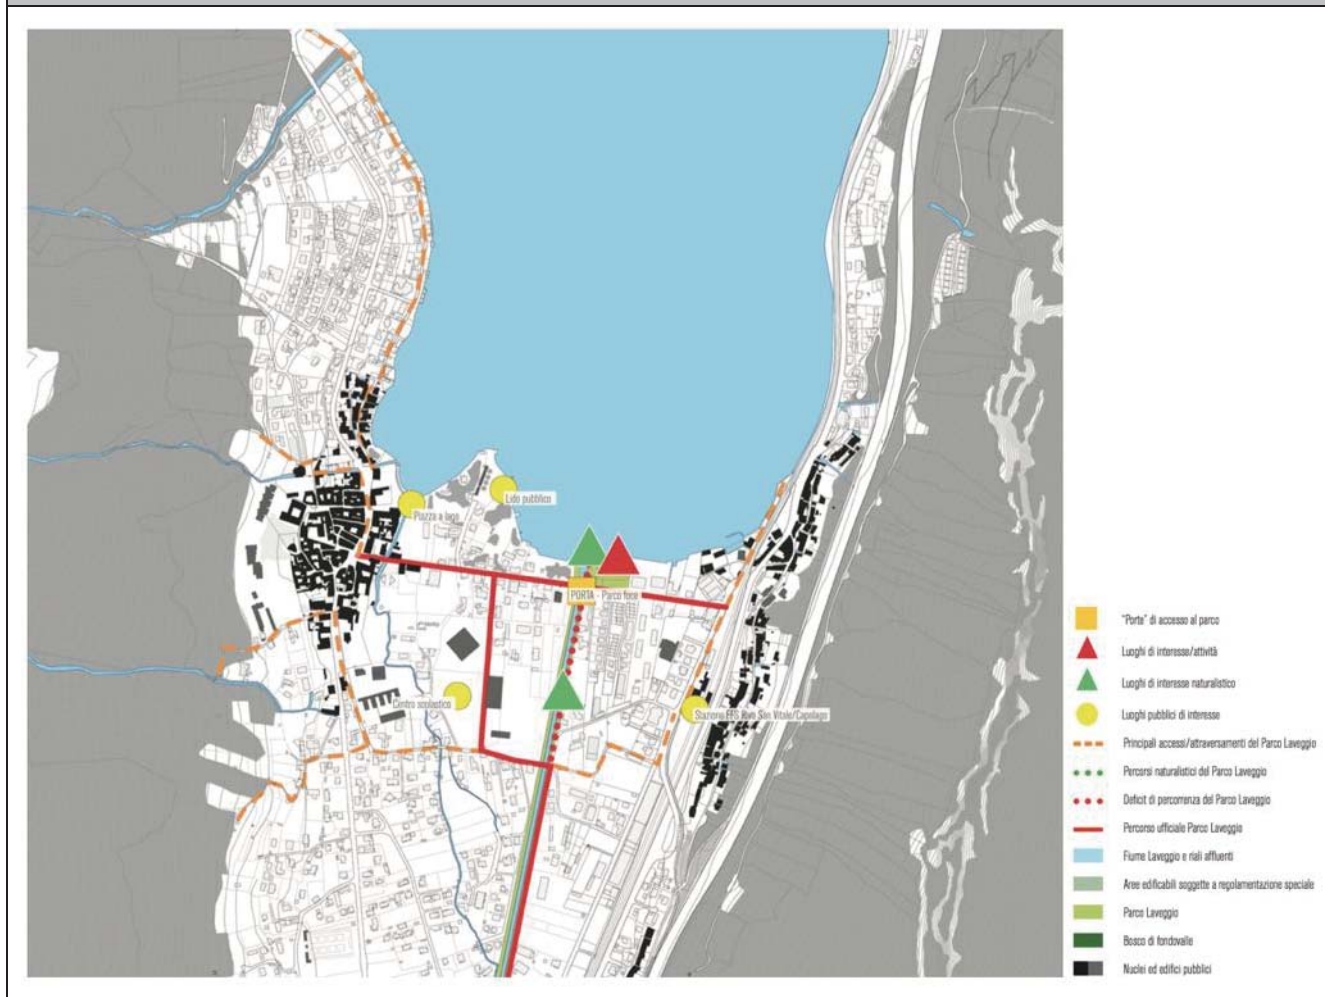 Lido pubblico
Piazza a lago
PORTA - Parco foce
Centro scolastico
Stazione FFS Riva San Vitale/Capolago
"Porte" di accesso al parco
Luoghi di interesse/attività
Luoghi di interesse naturalistico
Luoghi pubblici di interesse
Principali accessi/attraversamenti del Parco Laveggio
Percorsi naturalistici del Parco Laveggio
Deficit di percorrenza del Parco Laveggio
Percorso ufficiale Parco Laveggio
Fiume Laveggio e riali affluenti
Aree edificabili soggette a regolamentazione speciale
Parco Laveggio
Bosco di fondovalle
Nuclei ed edifici pubblici